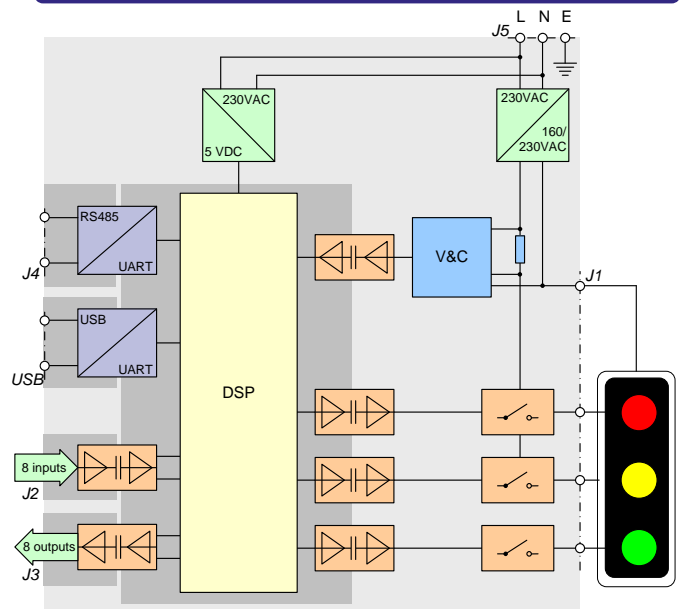 L N E
J5
230VAC
5 VDC
230VAC
160/
230VAC
RS485
UART
J4
V&C
J1
USB
UART
USB
DSP
8 inputs
J2
8 outputs
J3